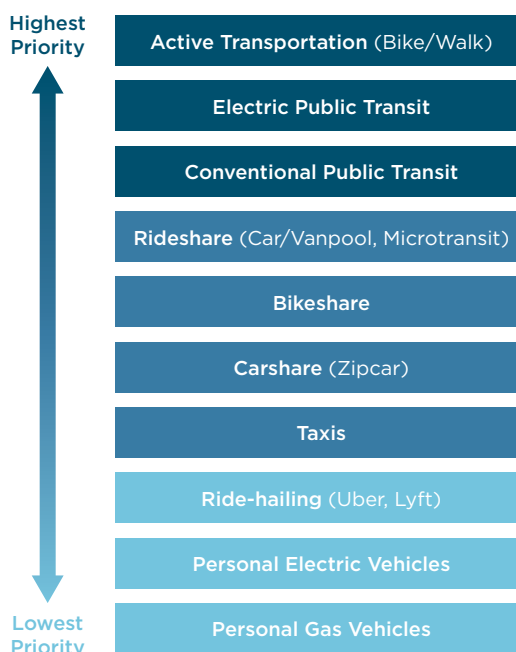 Highest
Priority
Active Transportation (Bike/Walk)
Electric Public Transit
Conventional Public Transit
Rideshare (Car/Vanpool, Microtransit)
Bikeshare
Carshare (Zipcar)
Taxis
Ride-hailing (Uber, Lyft)
Personal Electric Vehicles
Personal Gas Vehicles
Lowest
Priority